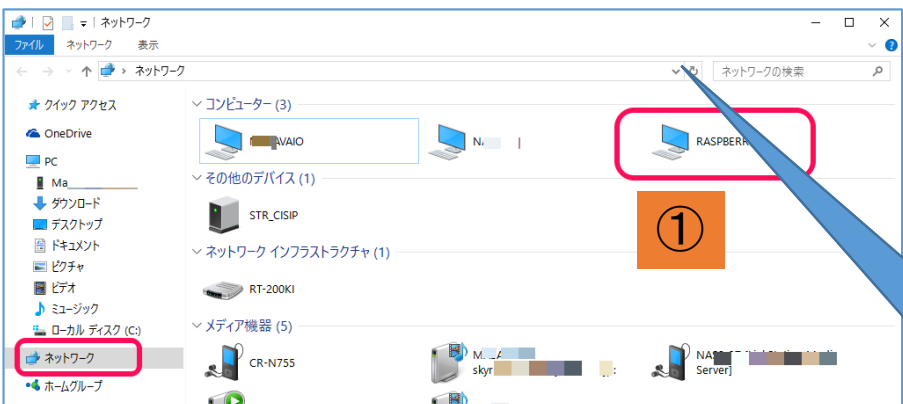 ネットワーク
ファイル ネットワーク 表示
ネットワーク ネットワークの検索
クイック アクセス
OneDrive
PC
Ma
ダウンロード
デスクトップ
ドキュメント
ピクチャ
ビデオ
ミュージック
ローカル ディスク (C:)
ネットワーク
ホームグループ
コンピューター (3)
AVAIO
RASPBERR
その他のデバイス (1)
STR_CISIP
①
ネットワーク インフラストラクチャ (1)
RT-200KI
メディア機器 (5)
CR-N755
skyr
Server]